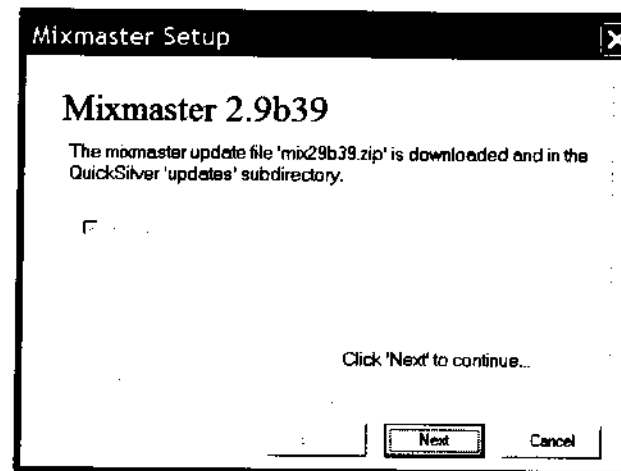 Mixmaster Setup
Mixmaster 2.9b39
The mixmaster update file 'mix29b39.zip' is downloaded and in the
QuickSilver 'updates' subdirectory.
Click 'Next' to continue...
Next
Cancel